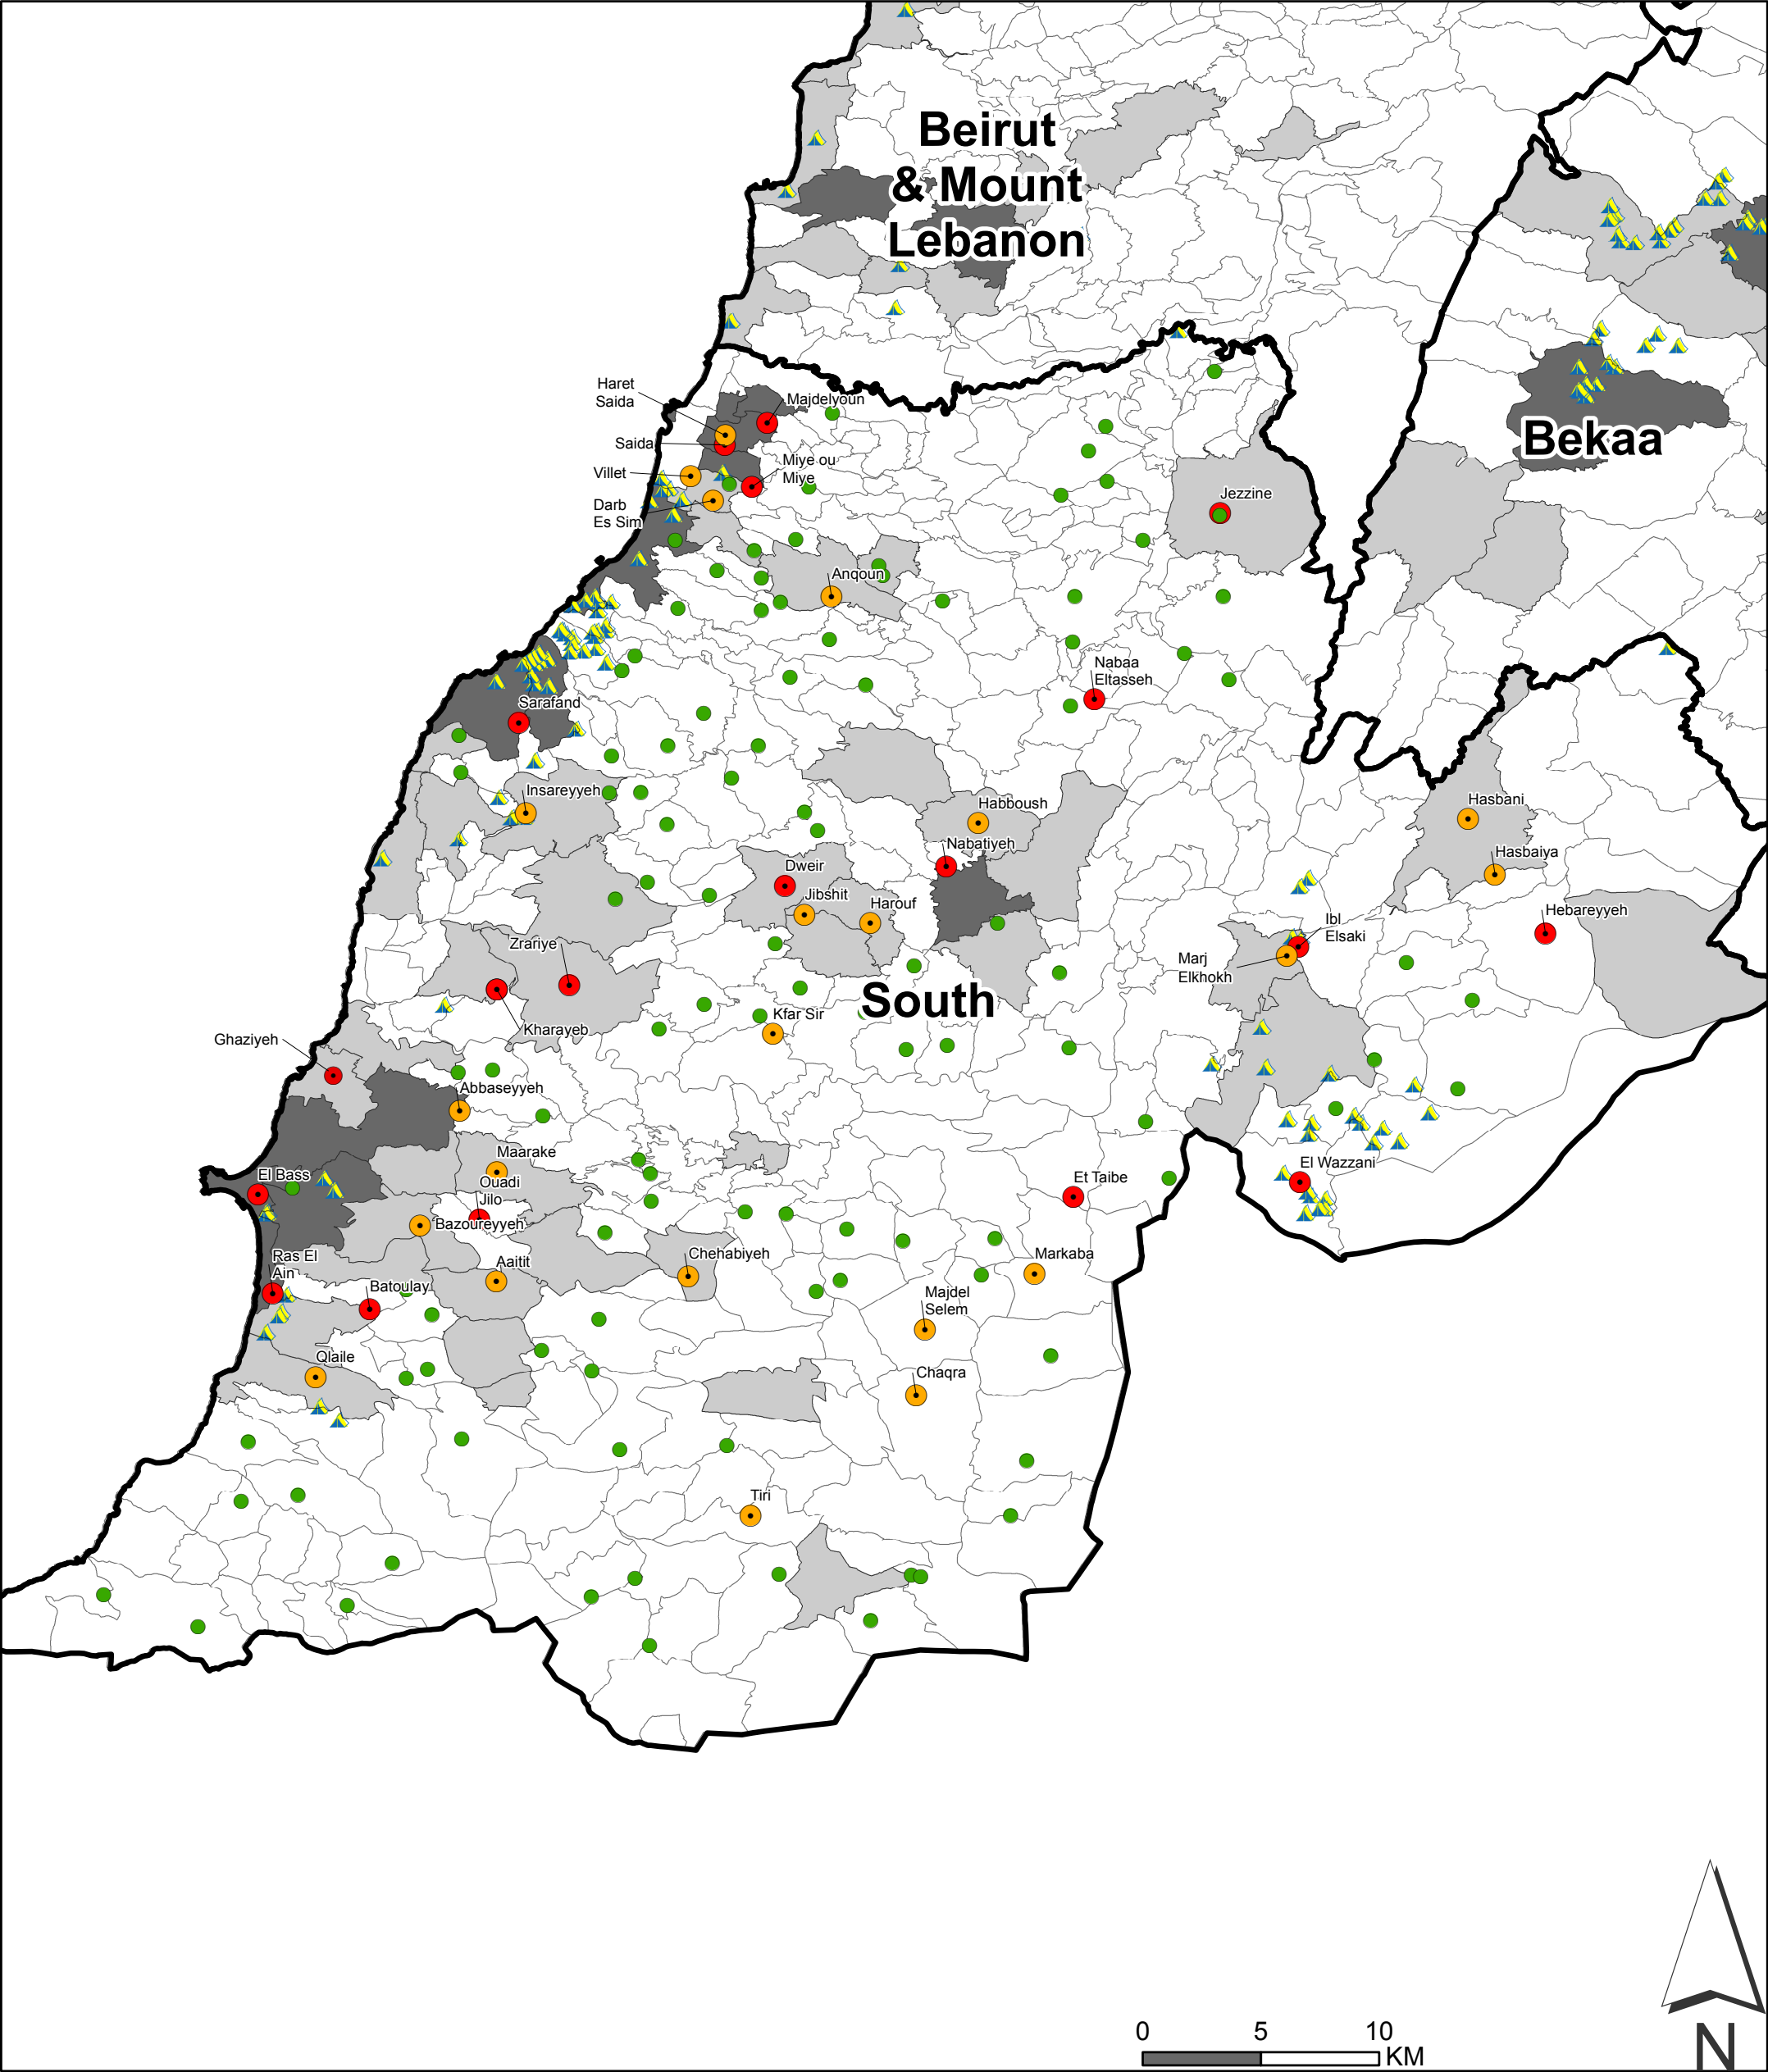 Beirut
& Mount
Lebanon
Haret
Saida
Majdelyoun
Saida
Miye ou
Miye
Villet
Darb
Es Sim
Bekaa
Jezzine
Anqoun
Nabaa
Eltasseh
Sarafand
Insareyyeh
Habboush
Hasbani
Nabatiyeh
Hasbaiya
Dweir
Jibshit
Harouf
Hebareyyeh
Ibl
Elsaki
Zrariye
Marj
Elkhokh
South
Kfar Sir
Kharayeb
Ghaziyeh
Abbaseyyeh
Maarake
El Wazzani
El Bass
Et Taibe
Ouadi
Jilo
Bazoureyyeh
Ras El
Ain
Aaitit
Chehabiyeh
Markaba
Batoulay
Majdel
Selem
Qlaile
Chaqra
Tiri
0 5 10
KM
N